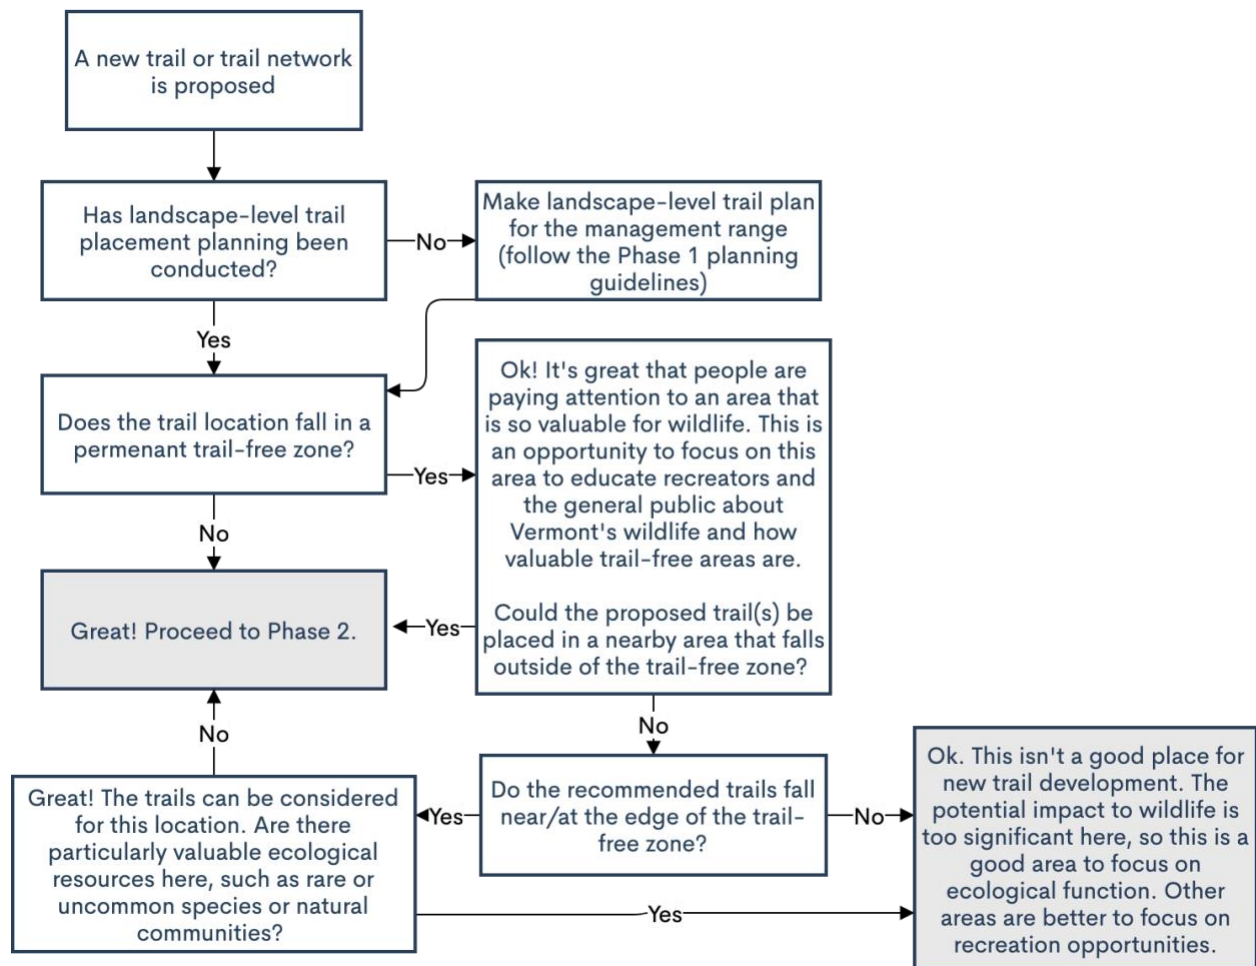 A new trail or trail network
is proposed
Has landscape-level trail
placement planning been
conducted?
No
Make landscape-level trail plan
for the management range
(follow the Phase 1 planning
guidelines)
Yes
Does the trail location fall in a
permenant trail-free zone?
Yes
Ok! It's great that people are
paying attention to an area that
is so valuable for wildlife. This is
an opportunity to focus on this
area to educate recreators and
the general public about
Vermont's wildlife and how
valuable trail-free areas are.
Could the proposed trail(s) be
placed in a nearby area that falls
outside of the trail-free zone?
No
Great! Proceed to Phase 2.
Yes
No
No
Do the recommended trails fall
near/at the edge of the trail-
free zone?
Yes
No
Great! The trails can be considered
for this location. Are there
particularly valuable ecological
resources here, such as rare or
uncommon species or natural
communities?
Yes
Ok. This isn't a good place for
new trail development. The
potential impact to wildlife is
too significant here, so this is a
good area to focus on
ecological function. Other
areas are better to focus on
recreation opportunities.